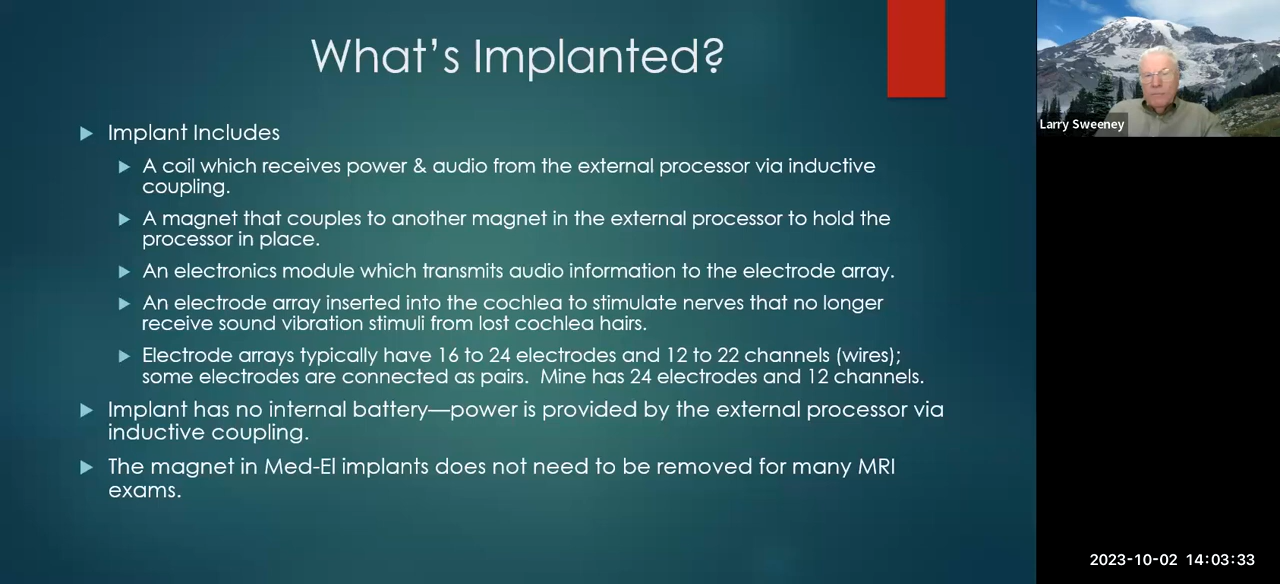 What's Implanted?
Implant Includes
A coil which receives power & audio from the external processor via inductive
coupling.
A magnet that couples to another magnet in the external processor to hold the
processor in place.
An electronics module which transmits audio information to the electrode array.
An electrode array inserted into the cochlea to stimulate nerves that no longer
receive sound vibration stimuli from lost cochlea hairs.
Electrode arrays typically have 16 to 24 electrodes and 12 to 22 channels (wires);
some electrodes are connected as pairs.  Mine has 24 electrodes and 12 channels.
Implant has no internal battery—power is provided by the external processor via
inductive coupling.
The magnet in Med-El implants does not need to be removed for many MRI
exams.
Larry Sweeney
2023-10-02 14:03:33